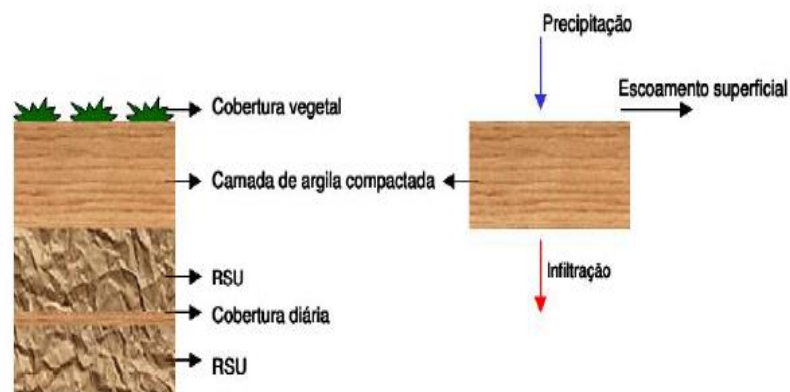 Precipitação
Escoamento superficial
Cobertura vegetal
Camada de argila compactada
Infiltração
RSU
Cobertura diária
RSU